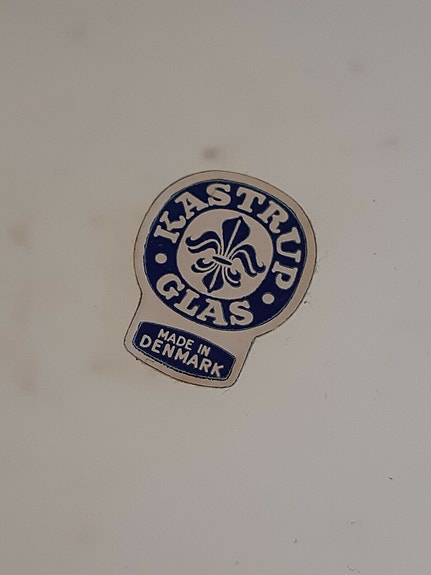 KASTRUP
GLAS
MADE IN
DENMARK